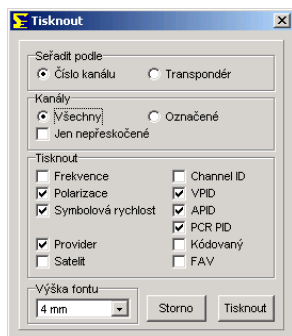 Tisknout
Seřadit podle
Číslo kanálu Transpondér
Kanály
Všechny Označené
Jen nepřeskočené
Tisknout
Frekvence Channel ID
Polarizace VPID
Symbolová rychlost APID
PCR PID
Provider Kódovaný
Satelit FAV
Výška fontu
4 mm Storno Tisknout